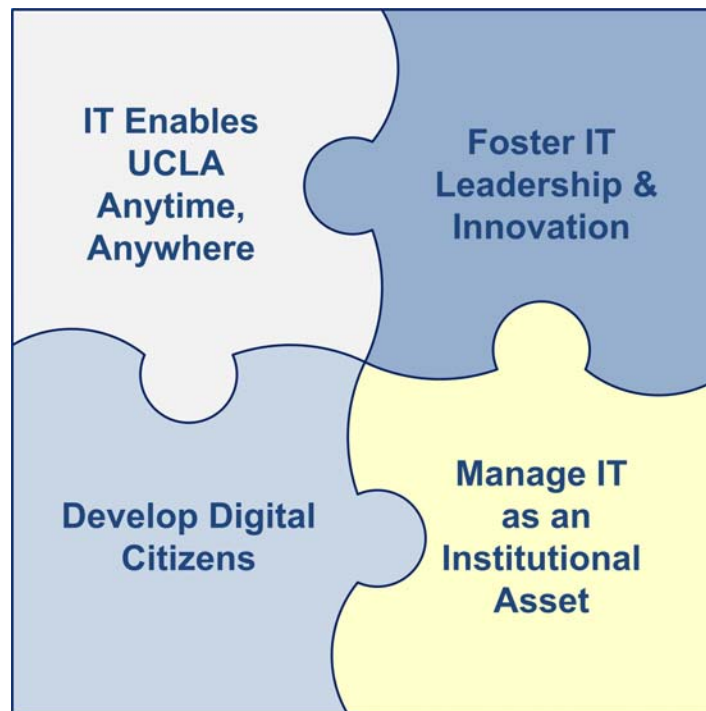 IT Enables
UCLA
Anytime,
Anywhere
Foster IT
Leadership &
Innovation
Develop Digital
Citizens
Manage IT
as an
Institutional
Asset